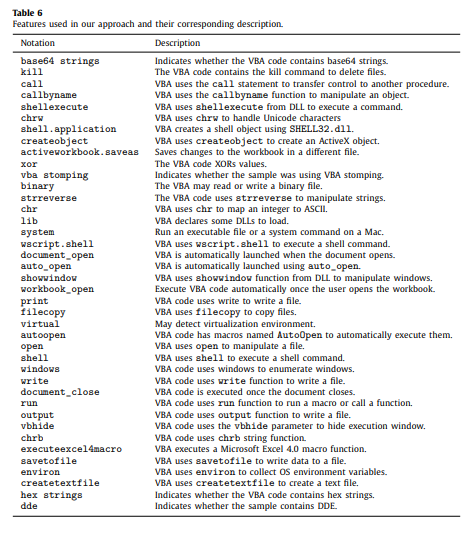 Table 6
Features used in our approach and their corresponding description.
Notation Description
base64 strings Indicates whether the VBA code contains base64 strings.
kill The VBA code contains the kill command to delete files.
call VBA uses the call statement to transfer control to another procedure.
callbyname VBA uses the callbyname function to manipulate an object.
shellexecute VBA uses shellexecute from DLL to execute a command.
chrw VBA uses chrw to handle Unicode characters
shell.application VBA creates a shell object using SHELL32.dll.
createobject VBA uses createobject to create an ActiveX object.
activeworkbook.saveas Saves changes to the workbook in a different file.
xor The VBA code XORs values.
vba stomping Indicates whether the sample was using VBA stomping.
binary The VBA may read or write a binary file.
strreverse The VBA code uses strreverse to manipulate strings.
chr VBA uses chr to map an integer to ASCII.
lib VBA declares some DLLs to load.
system Run an executable file or a system command on a Mac.
wscript.shell VBA uses wscript.shell to execute a shell command.
document_open VBA is automatically launched when the document opens.
auto_open VBA is automatically launched using auto_open.
showwindow VBA uses showwindow function from DLL to manipulate windows.
workbook_open Execute VBA code automatically once the user opens the workbook.
print VBA code uses write to write a file.
filecopy VBA uses filecopy to copy files.
virtual May detect virtualization environment.
autoopen VBA code has macros named AutoOpen to automatically execute them.
open VBA uses open to manipulate a file.
shell VBA uses shell to execute a shell command.
windows VBA code uses windows to enumerate windows.
write VBA code uses write function to write a file.
document_close VBA code is executed once the document closes.
run VBA code uses run function to run a macro or call a function.
output VBA code uses output function to write a file.
vbhide VBA code uses the vbhide parameter to hide execution window.
chrb VBA code uses chrb string function.
executeexcel4macro VBA executes a Microsoft Excel 4.0 macro function.
savetofile VBA uses savetofile to write data to a file.
environ VBA uses environ to collect OS environment variables.
createtextfile VBA uses createtextfile to create a text file.
hex strings Indicates whether the VBA code contains hex strings.
dde Indicates whether the sample contains DDE.